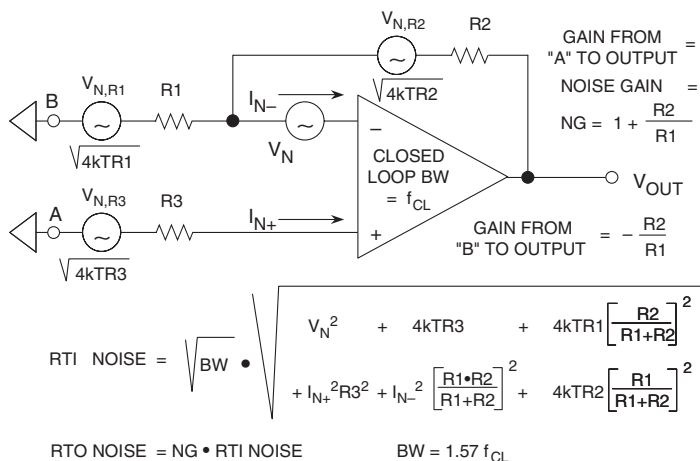 V_N,R2
R2
GAIN FROM
"A" TO OUTPUT =
NOISE GAIN =
NG = 1 + R2/R1
B
V_N,R1
R1
I_N–
√4kTR2
√4kTR1
V_N
–
CLOSED
LOOP BW
= f_CL
V_OUT
A
V_N,R3
R3
I_N+
+
√4kTR3
GAIN FROM
"B" TO OUTPUT = – R2/R1
RTI NOISE = √BW • √
V_N² + 4kTR3 + 4kTR1[R2/R1+R2]²
+ I_N+²R3² + I_N–² [R1•R2/R1+R2]² + 4kTR2[R1/R1+R2]²
RTO NOISE = NG • RTI NOISE BW = 1.57 f_CL